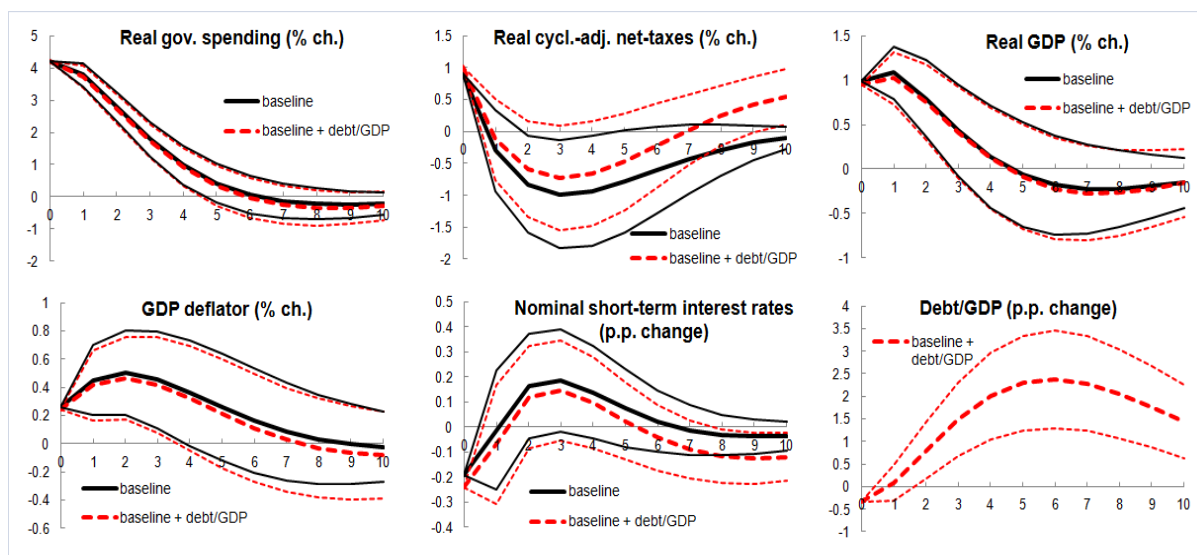 Real gov. spending (% ch.)
5
4
3
2
1
0
-1
-2
0 1 2 3 4 5 6 7 8 9 10
baseline
baseline + debt/GDP
Real cycl.-adj. net-taxes (% ch.)
1.5
1
0.5
0
-0.5
-1
-1.5
-2
0 1 2 3 4 5 6 7 8 9 10
baseline
baseline + debt/GDP
Real GDP (% ch.)
1.5
1
0.5
0
-0.5
-1
0 1 2 3 4 5 6 7 8 9 10
baseline
baseline + debt/GDP
GDP deflator (% ch.)
1
0.8
0.6
0.4
0.2
0
-0.2
-0.4
-0.6
0 1 2 3 4 5 6 7 8 9 10
baseline
baseline + debt/GDP
Nominal short-term interest rates
(p.p. change)
0.5
0.4
0.3
0.2
0.1
0.0
-0.1
-0.2
-0.3
-0.4
0 1 2 3 4 5 6 7 8 9 10
baseline
baseline + debt/GDP
Debt/GDP (p.p. change)
4
3.5
3
2.5
2
1.5
1
0.5
0
-0.5
-1
0 1 2 3 4 5 6 7 8 9 10
baseline +
debt/GDP